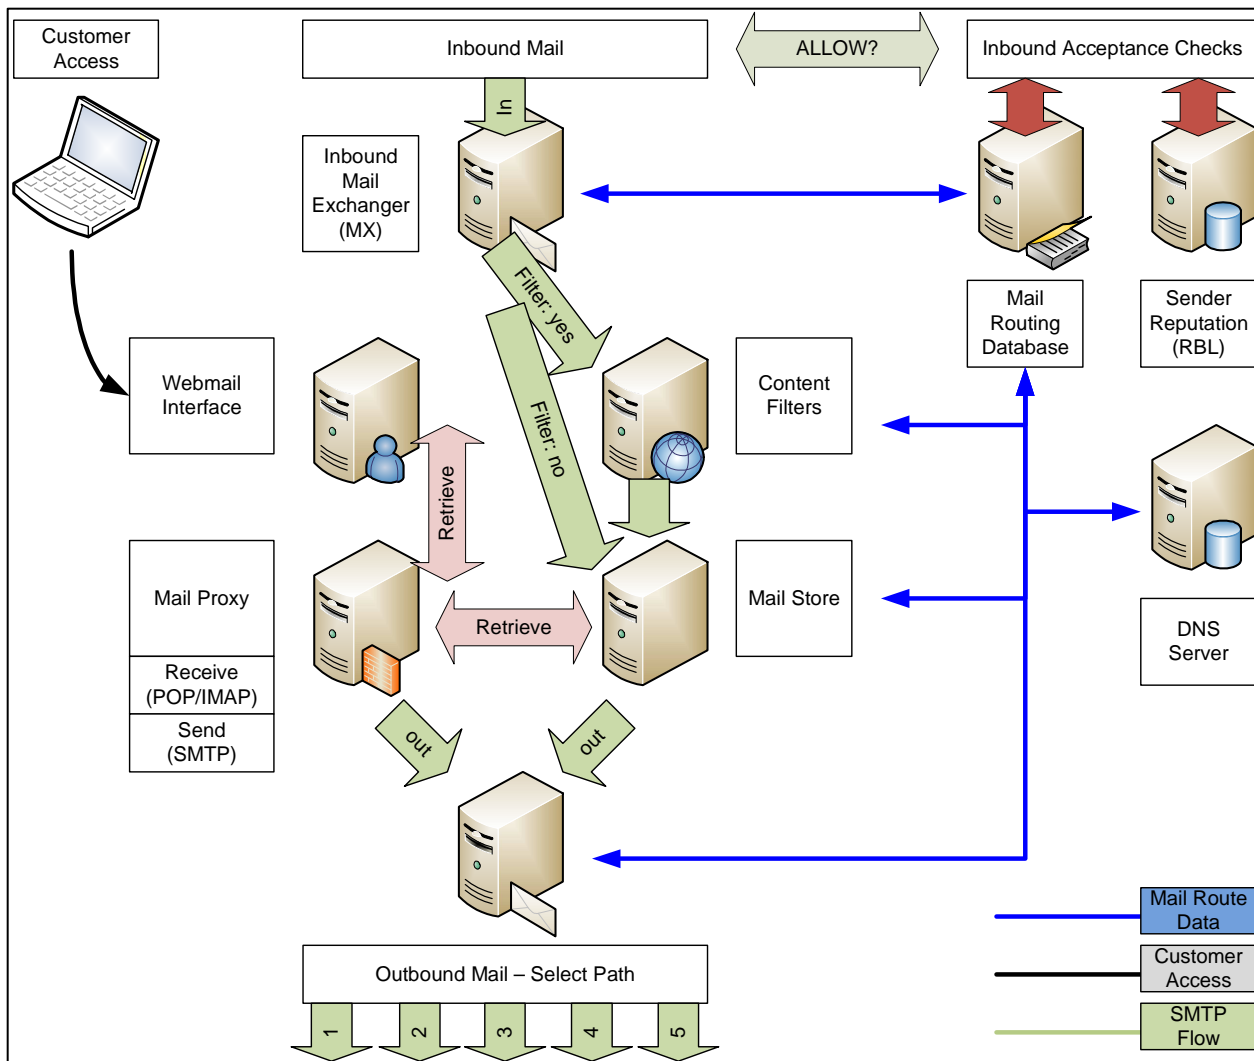 Customer
Access
Inbound Mail
ALLOW?
Inbound Acceptance Checks
In
Inbound
Mail
Exchanger
(MX)
Filter: yes
Filter: no
Mail
Routing
Database
Sender
Reputation
(RBL)
Webmail
Interface
Content
Filters
Retrieve
Mail Proxy
Receive
(POP/IMAP)
Send
(SMTP)
Retrieve
Mail Store
DNS
Server
out
out
Outbound Mail – Select Path
1
2
3
4
5
Mail Route
Data
Customer
Access
SMTP
Flow